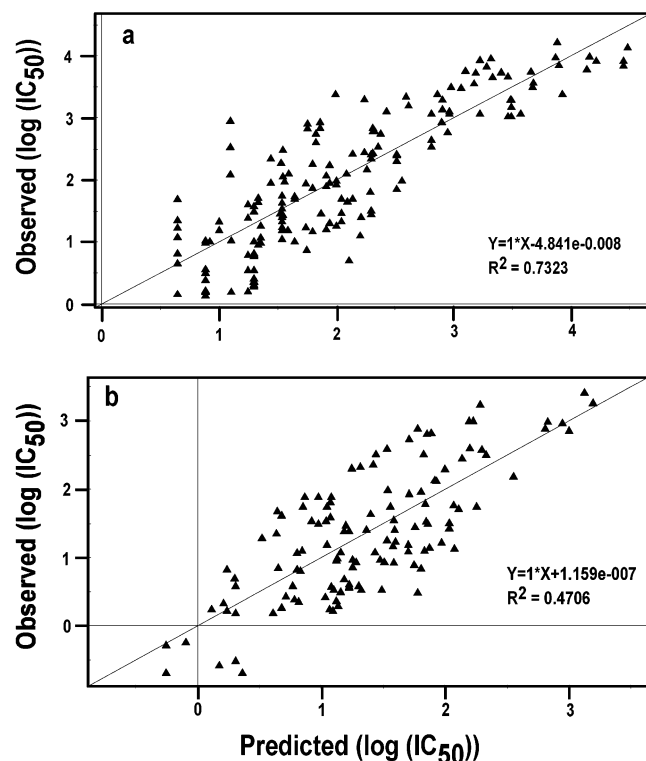 a
Observed (log (IC50))
4
3
2
1
0
Y=1*X-4.841e-0.008
R2 = 0.7323
0 1 2 3 4
b
Observed (log (IC50))
3
2
1
0
Y=1*X+1.159e-007
R2 = 0.4706
0 1 2 3
Predicted (log (IC50))